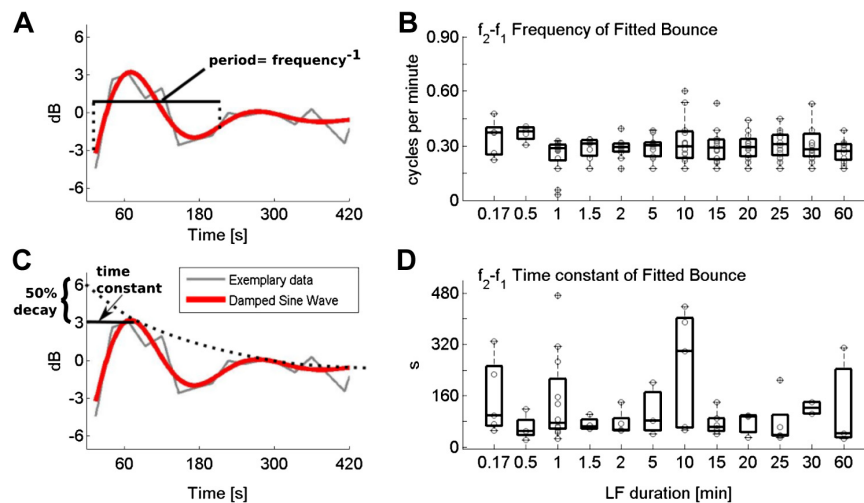 A
6
3
0
-3
-6
dB
period= frequency-1
60 180 300 420
Time [s]
B
f2-f1 Frequency of Fitted Bounce
0.90
0.60
0.30
0
cycles per minute
0.17 0.5 1 1.5 2 5 10 15 20 25 30 60
C
50%
decay
time
constant
6
3
0
-3
-6
dB
Exemplary data
Damped Sine Wave
60 180 300 420
Time [s]
D
f2-f1 Time constant of Fitted Bounce
480
320
160
0
s
0.17 0.5 1 1.5 2 5 10 15 20 25 30 60
LF duration [min]